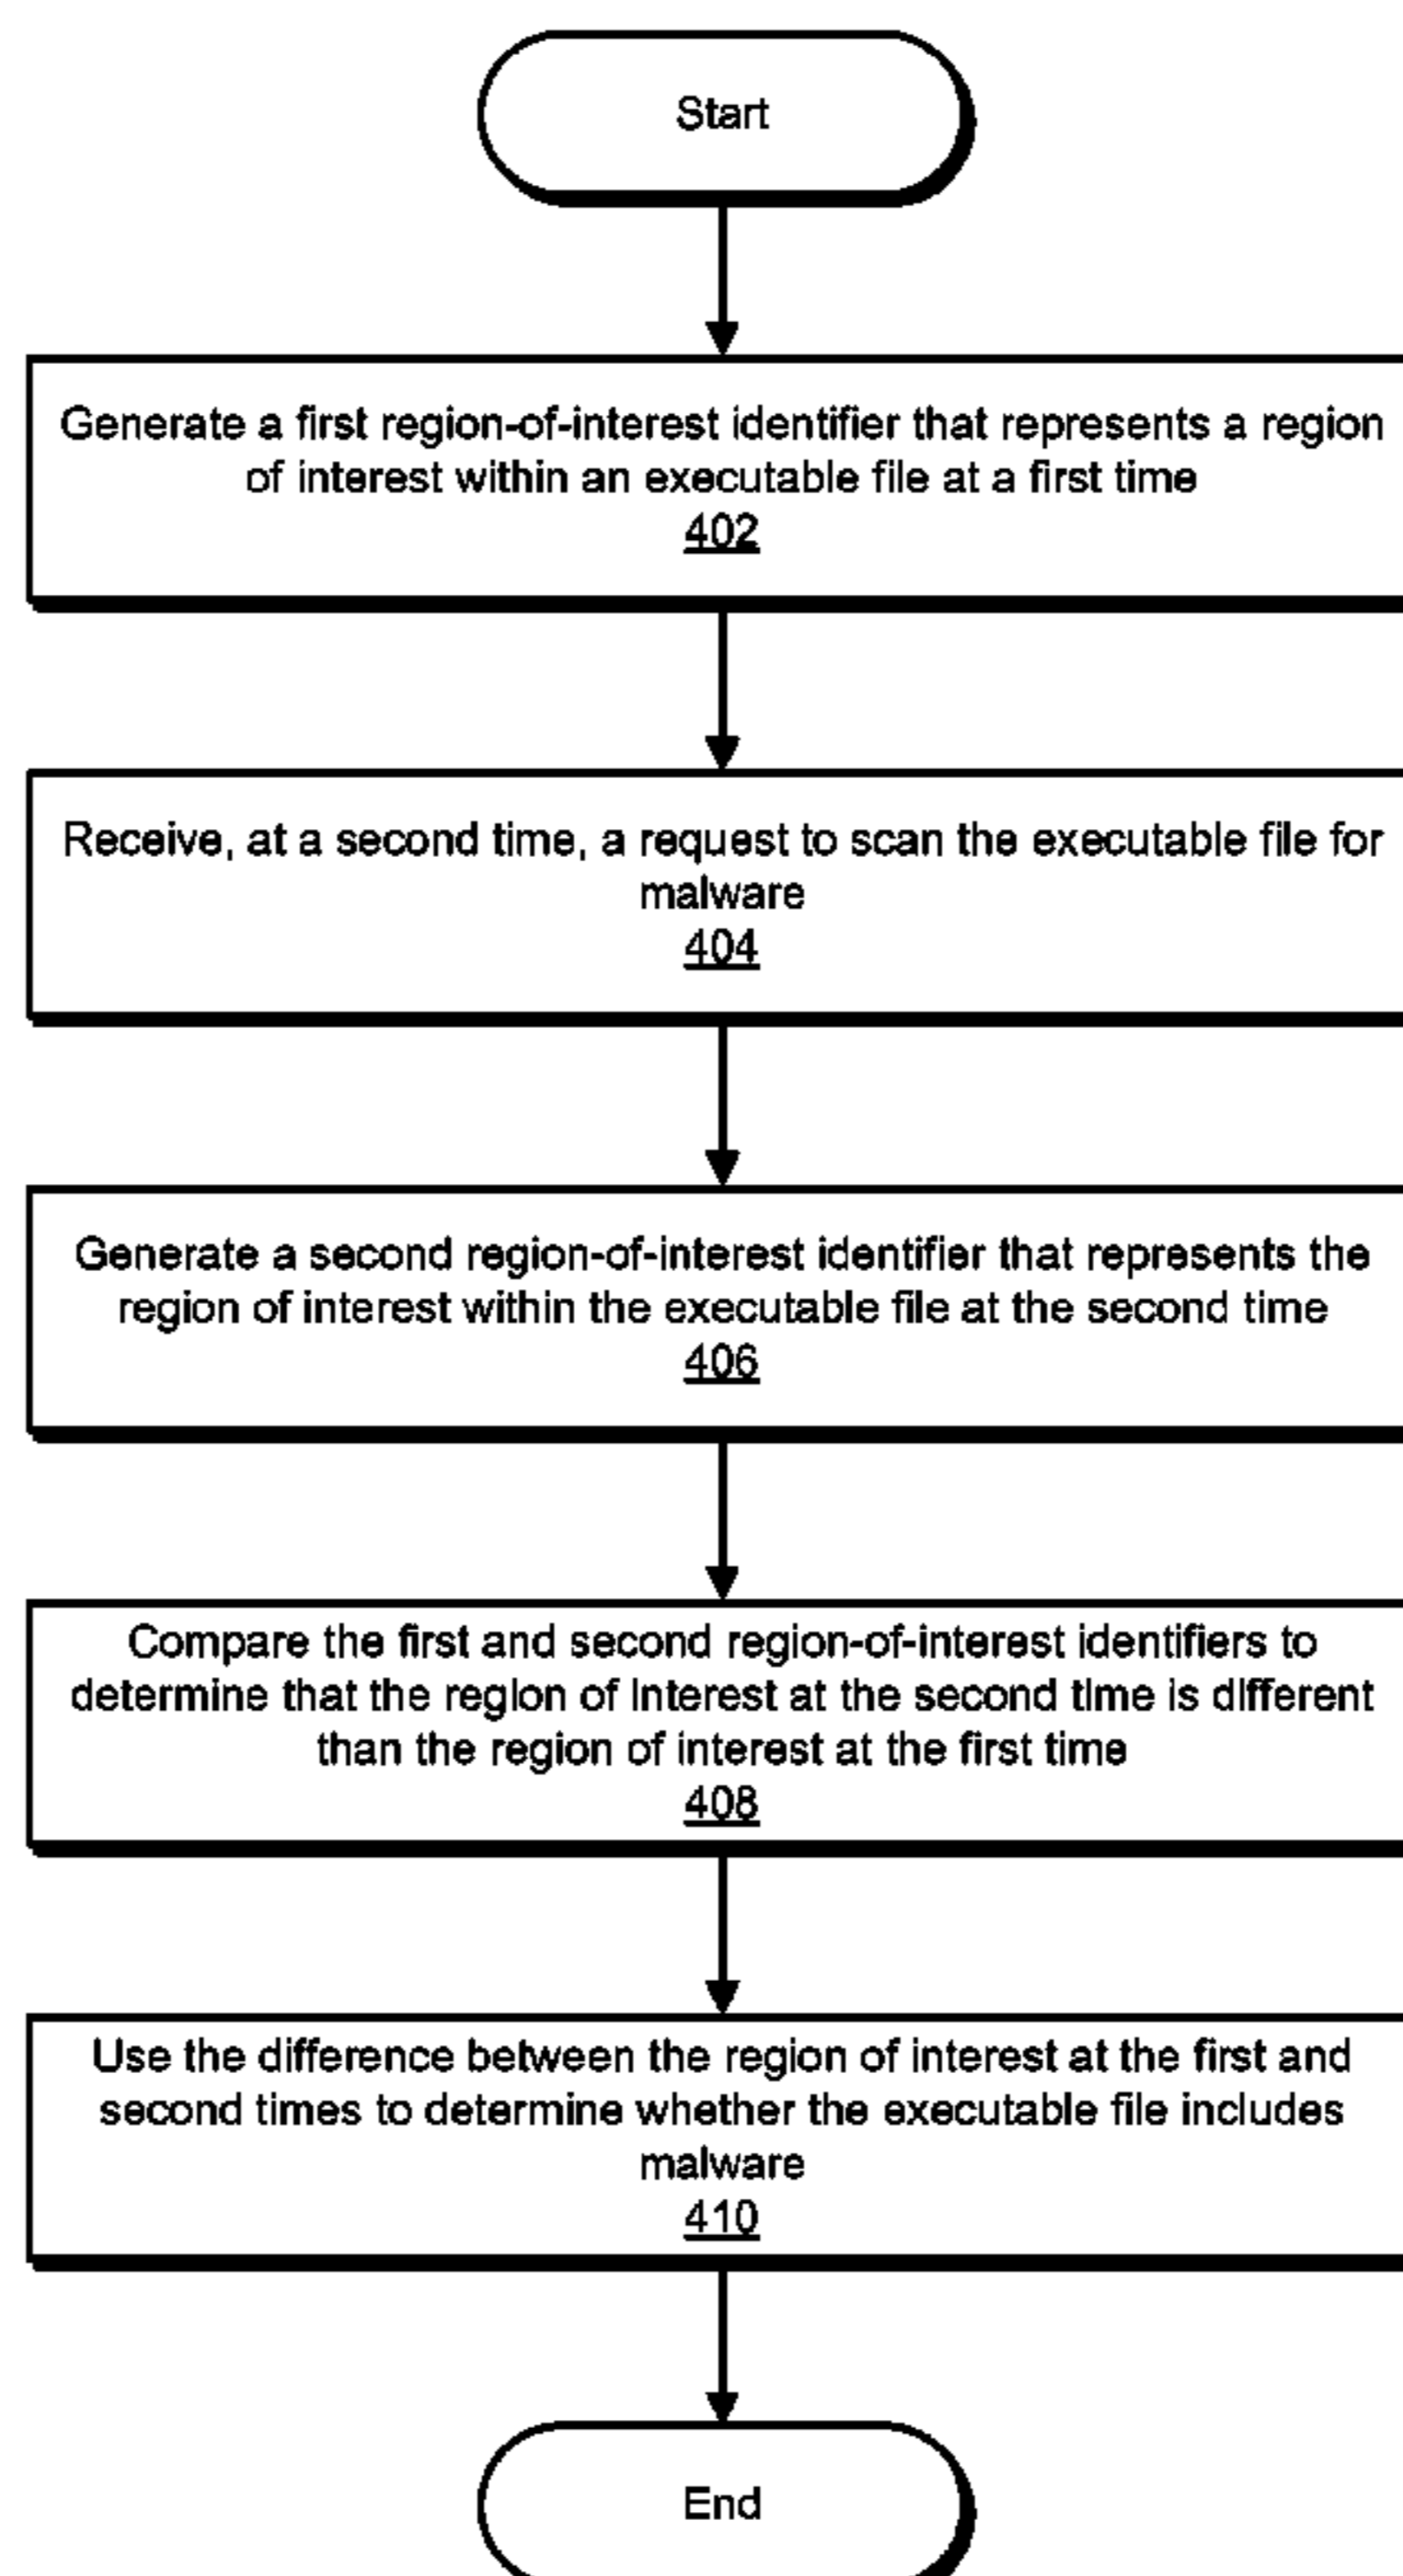 Start
Generate a first region-of-interest identifier that represents a region
of interest within an executable file at a first time
402
Receive, at a second time, a request to scan the executable file for
malware
404
Generate a second region-of-interest identifier that represents the
region of interest within the executable file at the second time
406
Compare the first and second region-of-interest identifiers to
determine that the region of interest at the second time is different
than the region of interest at the first time
408
Use the difference between the region of interest at the first and
second times to determine whether the executable file includes
malware
410
End